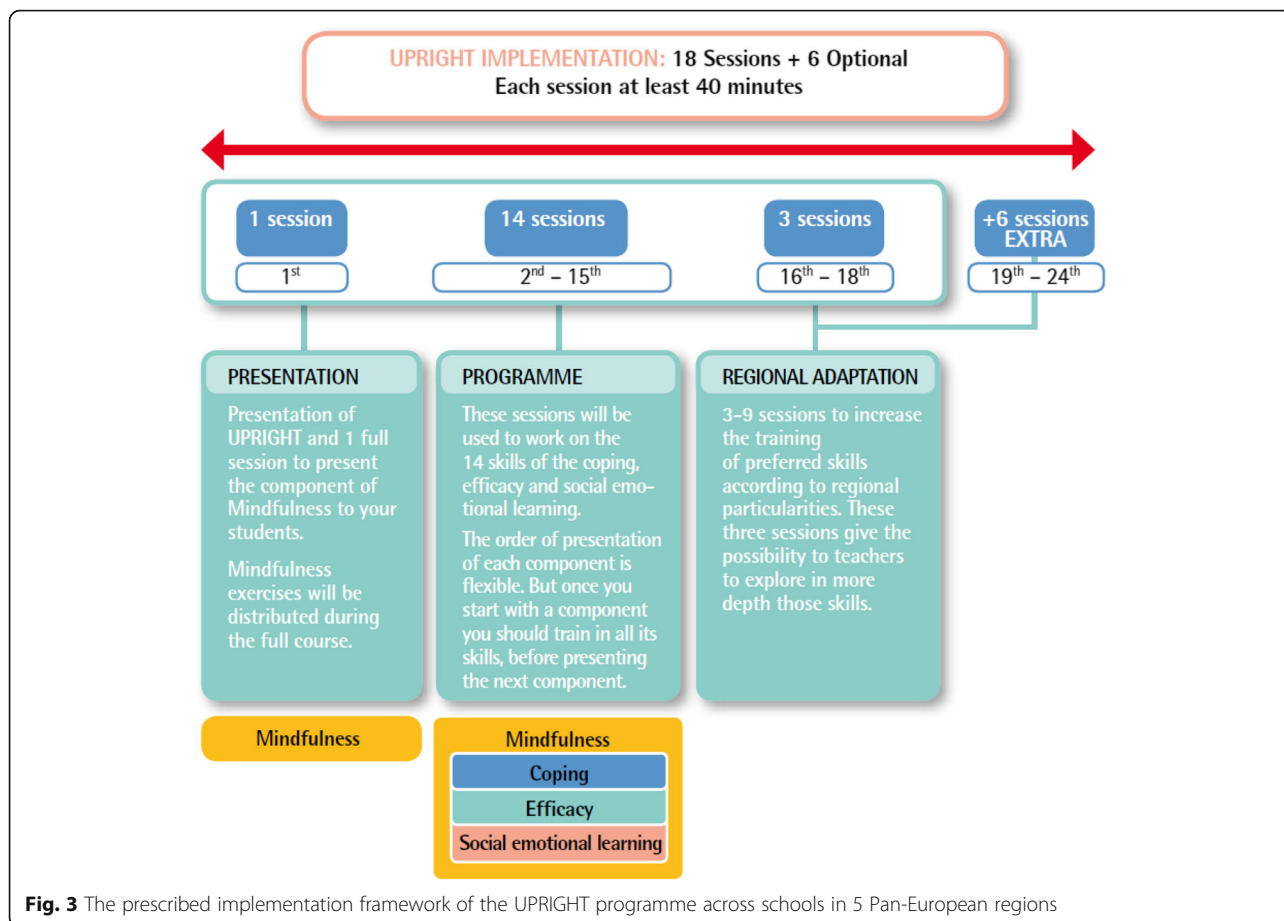 UPRIGHT IMPLEMENTATION: 18 Sessions + 6 Optional
Each session at least 40 minutes
1 session
1st
14 sessions
2nd – 15th
3 sessions
16th – 18th
+6 sessions
EXTRA
19th – 24th
PRESENTATION
Presentation of
UPRIGHT and 1 full
session to present
the component of
Mindfulness to your
students.
Mindfulness
exercises will be
distributed during
the full course.
PROGRAMME
These sessions will be
used to work on the
14 skills of the coping,
efficacy and social emo-
tional learning.
The order of presentation
of each component is
flexible. But once you
start with a component
you should train in all its
skills, before presenting
the next component.
REGIONAL ADAPTATION
3-9 sessions to increase
the training
of preferred skills
according to regional
particularities. These
three sessions give the
possibility to teachers
to explore in more
depth those skills.
Mindfulness
Mindfulness
Coping
Efficacy
Social emotional learning
Fig. 3 The prescribed implementation framework of the UPRIGHT programme across schools in 5 Pan-European regions